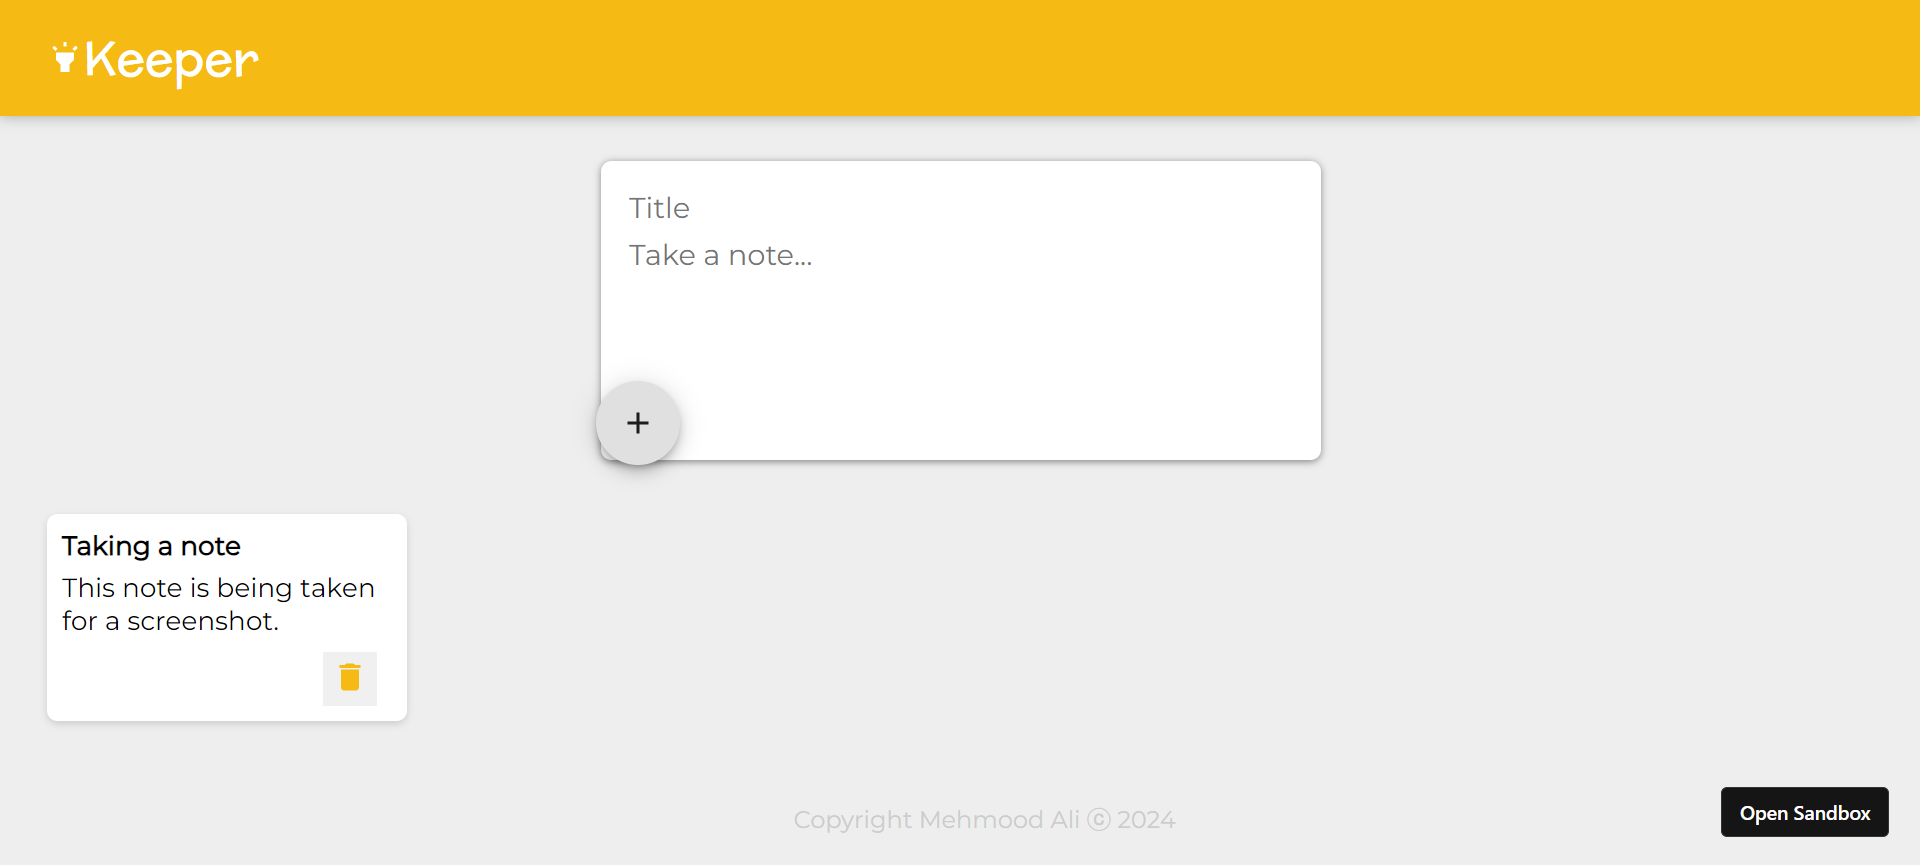 Keeper
Title
Take a note...
Taking a note
This note is being taken
for a screenshot.
Copyright Mehmood Ali ⓒ 2024
Open Sandbox